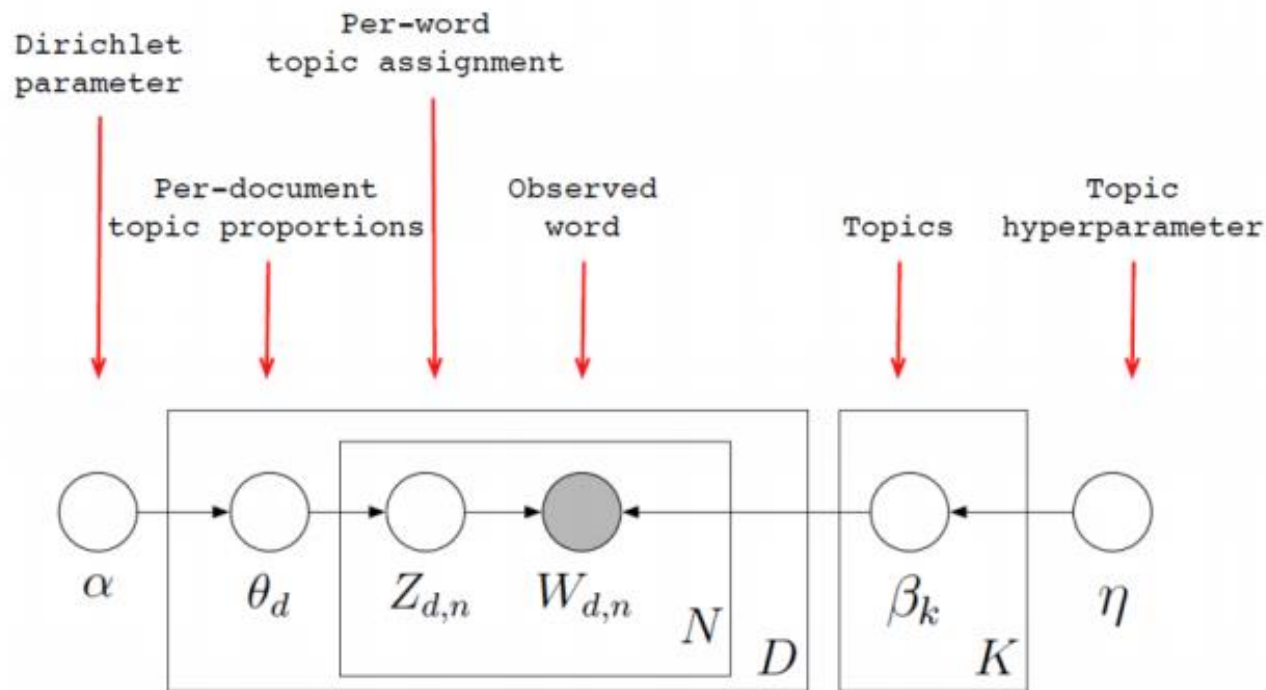 Dirichlet
parameter
Per-word
topic assignment
Per-document
topic proportions
Observed
word
Topics
Topic
hyperparameter
α
θ_d
Z_{d,n}
W_{d,n}
N
D
β_k
K
η